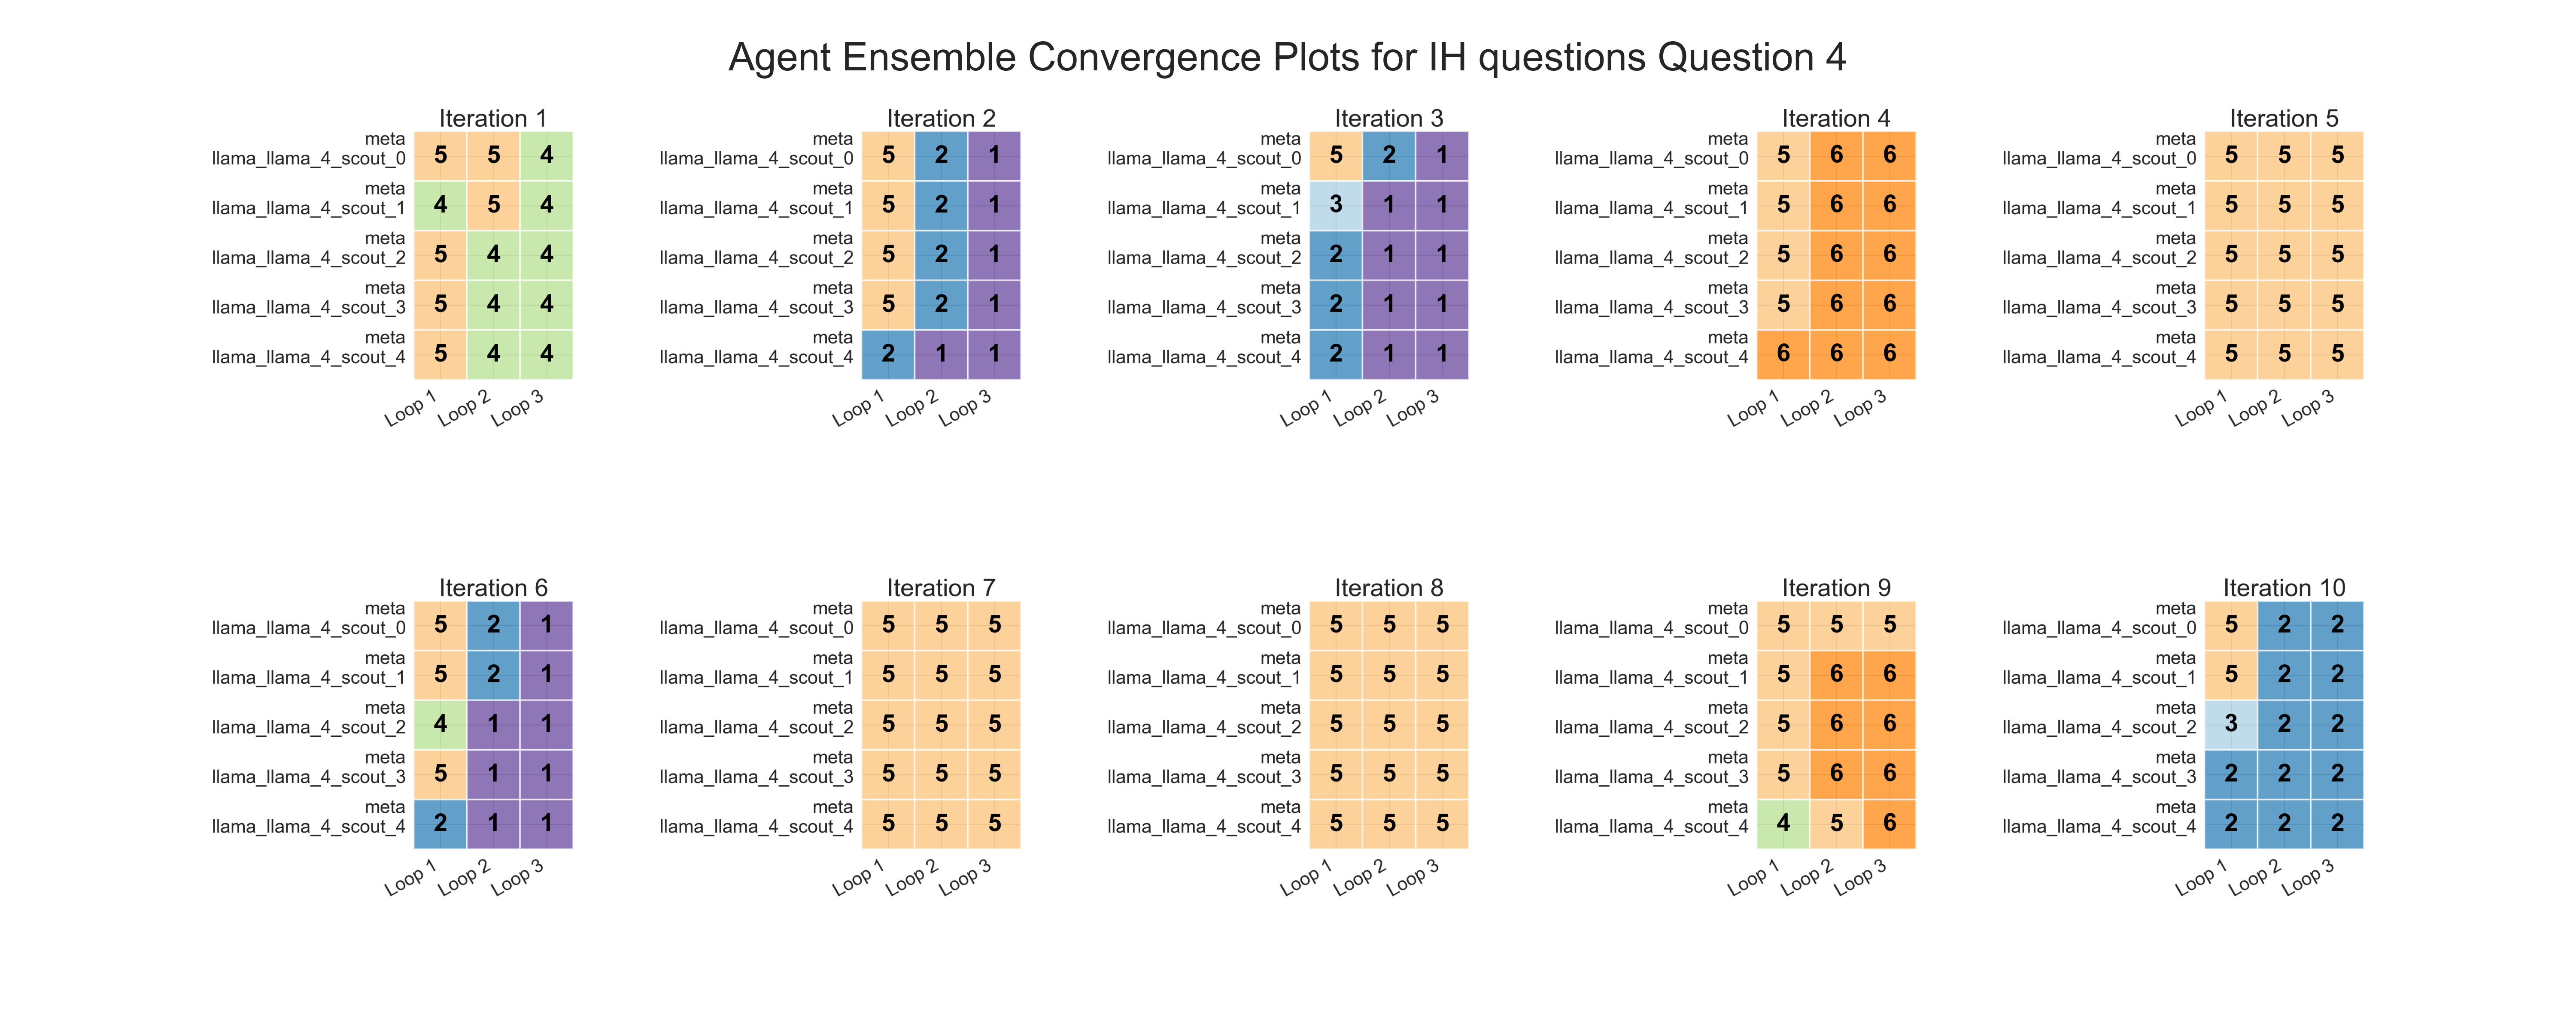 Agent Ensemble Convergence Plots for IH questions Question 4
Iteration 1
meta
llama_llama_4_scout_0
5 5 4
meta
llama_llama_4_scout_1
4 5 4
meta
llama_llama_4_scout_2
5 4 4
meta
llama_llama_4_scout_3
5 4 4
meta
llama_llama_4_scout_4
5 4 4
Loop 1 Loop 2 Loop 3
Iteration 2
meta
llama_llama_4_scout_0
5 2 1
meta
llama_llama_4_scout_1
5 2 1
meta
llama_llama_4_scout_2
5 2 1
meta
llama_llama_4_scout_3
5 2 1
meta
llama_llama_4_scout_4
2 1 1
Loop 1 Loop 2 Loop 3
Iteration 3
meta
llama_llama_4_scout_0
5 2 1
meta
llama_llama_4_scout_1
3 1 1
meta
llama_llama_4_scout_2
2 1 1
meta
llama_llama_4_scout_3
2 1 1
meta
llama_llama_4_scout_4
2 1 1
Loop 1 Loop 2 Loop 3
Iteration 4
meta
llama_llama_4_scout_0
5 6 6
meta
llama_llama_4_scout_1
5 6 6
meta
llama_llama_4_scout_2
5 6 6
meta
llama_llama_4_scout_3
5 6 6
meta
llama_llama_4_scout_4
6 6 6
Loop 1 Loop 2 Loop 3
Iteration 5
meta
llama_llama_4_scout_0
5 5 5
meta
llama_llama_4_scout_1
5 5 5
meta
llama_llama_4_scout_2
5 5 5
meta
llama_llama_4_scout_3
5 5 5
meta
llama_llama_4_scout_4
5 5 5
Loop 1 Loop 2 Loop 3
Iteration 6
meta
llama_llama_4_scout_0
5 2 1
meta
llama_llama_4_scout_1
5 2 1
meta
llama_llama_4_scout_2
4 1 1
meta
llama_llama_4_scout_3
5 1 1
meta
llama_llama_4_scout_4
2 1 1
Loop 1 Loop 2 Loop 3
Iteration 7
meta
llama_llama_4_scout_0
5 5 5
meta
llama_llama_4_scout_1
5 5 5
meta
llama_llama_4_scout_2
5 5 5
meta
llama_llama_4_scout_3
5 5 5
meta
llama_llama_4_scout_4
5 5 5
Loop 1 Loop 2 Loop 3
Iteration 8
meta
llama_llama_4_scout_0
5 5 5
meta
llama_llama_4_scout_1
5 5 5
meta
llama_llama_4_scout_2
5 5 5
meta
llama_llama_4_scout_3
5 5 5
meta
llama_llama_4_scout_4
5 5 5
Loop 1 Loop 2 Loop 3
Iteration 9
meta
llama_llama_4_scout_0
5 5 5
meta
llama_llama_4_scout_1
5 6 6
meta
llama_llama_4_scout_2
5 6 6
meta
llama_llama_4_scout_3
5 6 6
meta
llama_llama_4_scout_4
4 5 6
Loop 1 Loop 2 Loop 3
Iteration 10
meta
llama_llama_4_scout_0
5 2 2
meta
llama_llama_4_scout_1
5 2 2
meta
llama_llama_4_scout_2
3 2 2
meta
llama_llama_4_scout_3
2 2 2
meta
llama_llama_4_scout_4
2 2 2
Loop 1 Loop 2 Loop 3